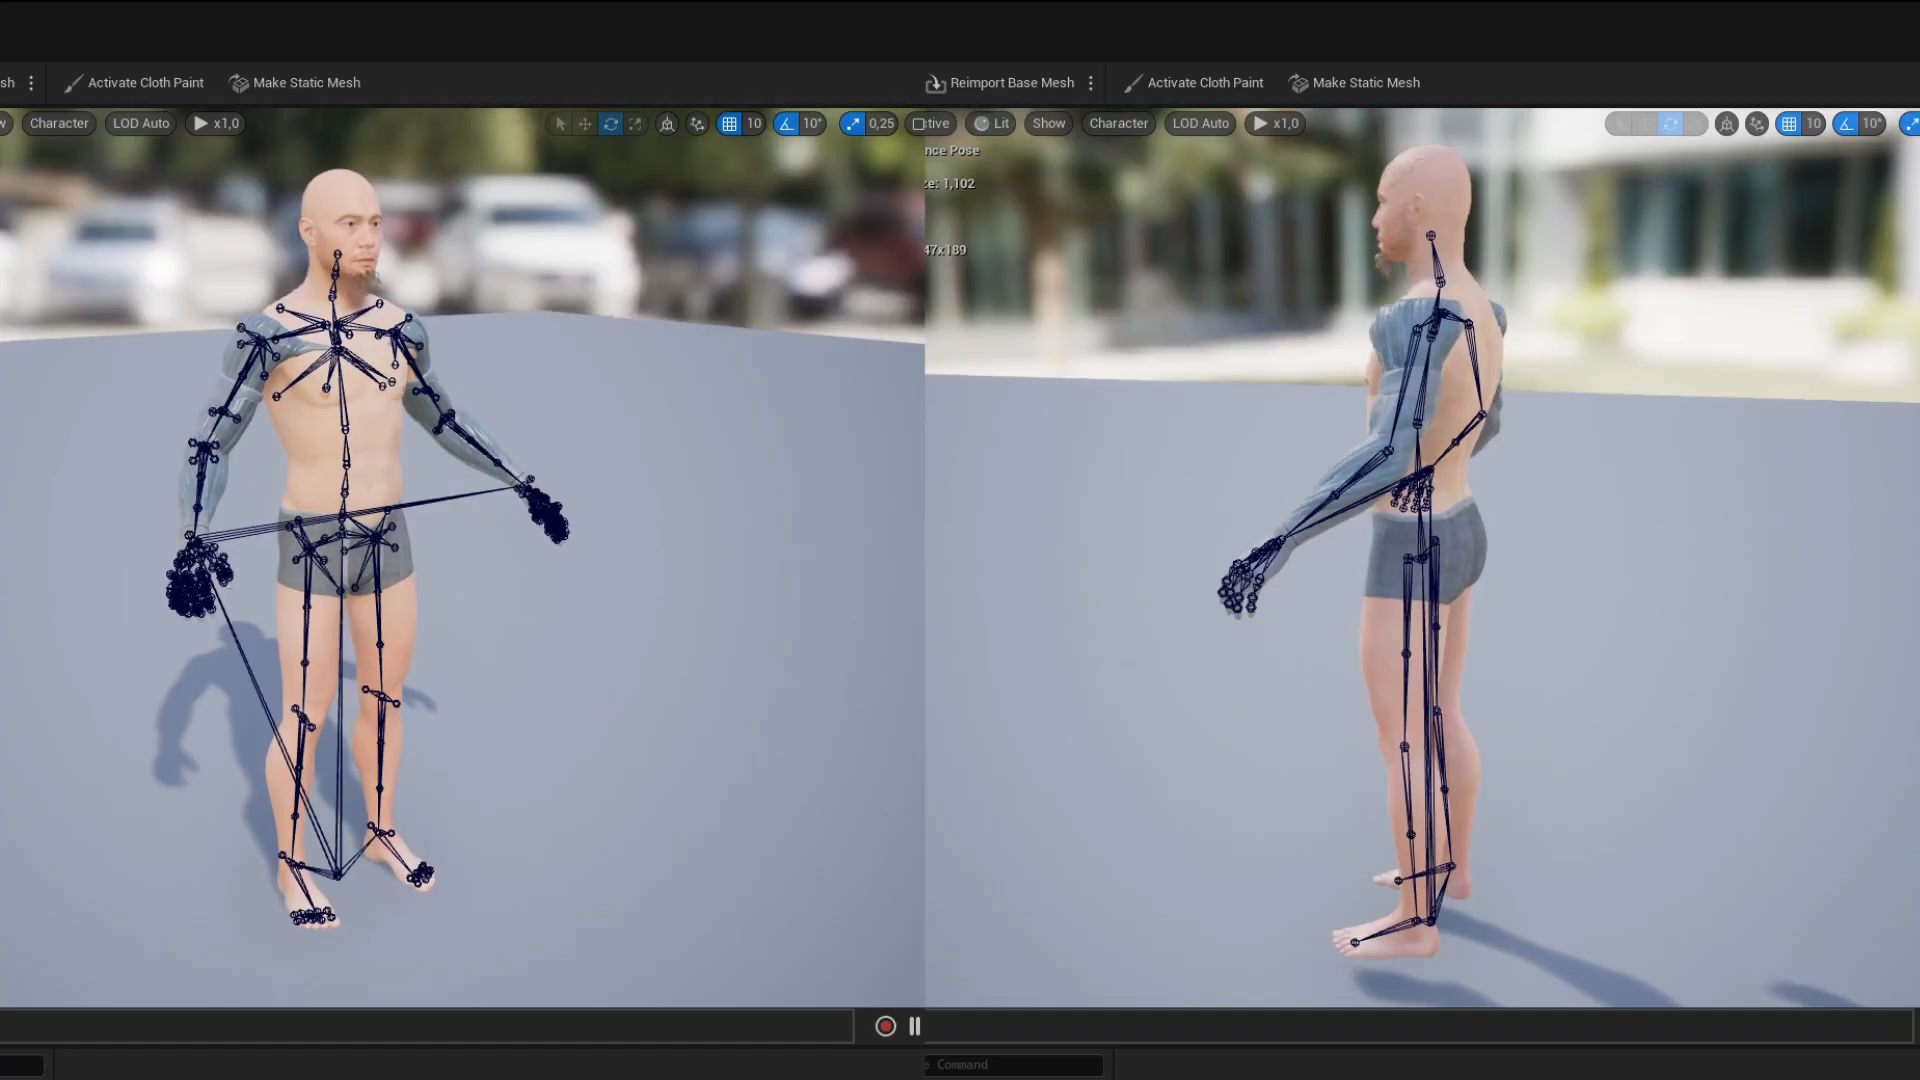 sh Activate Cloth Paint Make Static Mesh
Character LOD Auto x1,0 10 10° 0,25
Reimport Base Mesh Activate Cloth Paint Make Static Mesh
ctive Lit Show Character LOD Auto x1,0 10 10°
nce Pose
ze: 1,102
47x189
e Command